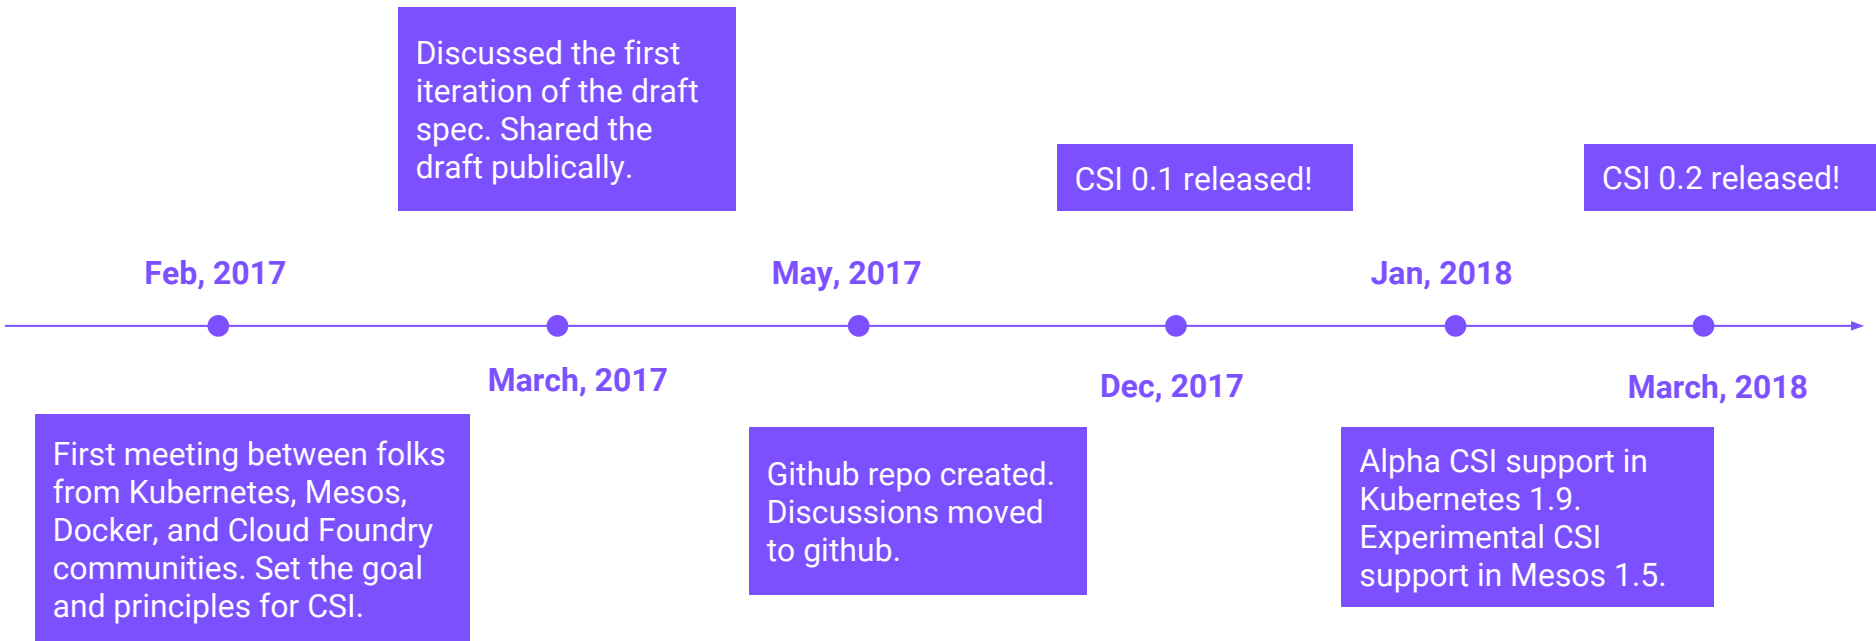 Discussed the first
iteration of the draft
spec. Shared the
draft publically.
CSI 0.1 released!
CSI 0.2 released!
Feb, 2017
May, 2017
Jan, 2018
March, 2017
Dec, 2017
March, 2018
First meeting between folks
from Kubernetes, Mesos,
Docker, and Cloud Foundry
communities. Set the goal
and principles for CSI.
Github repo created.
Discussions moved
to github.
Alpha CSI support in
Kubernetes 1.9.
Experimental CSI
support in Mesos 1.5.